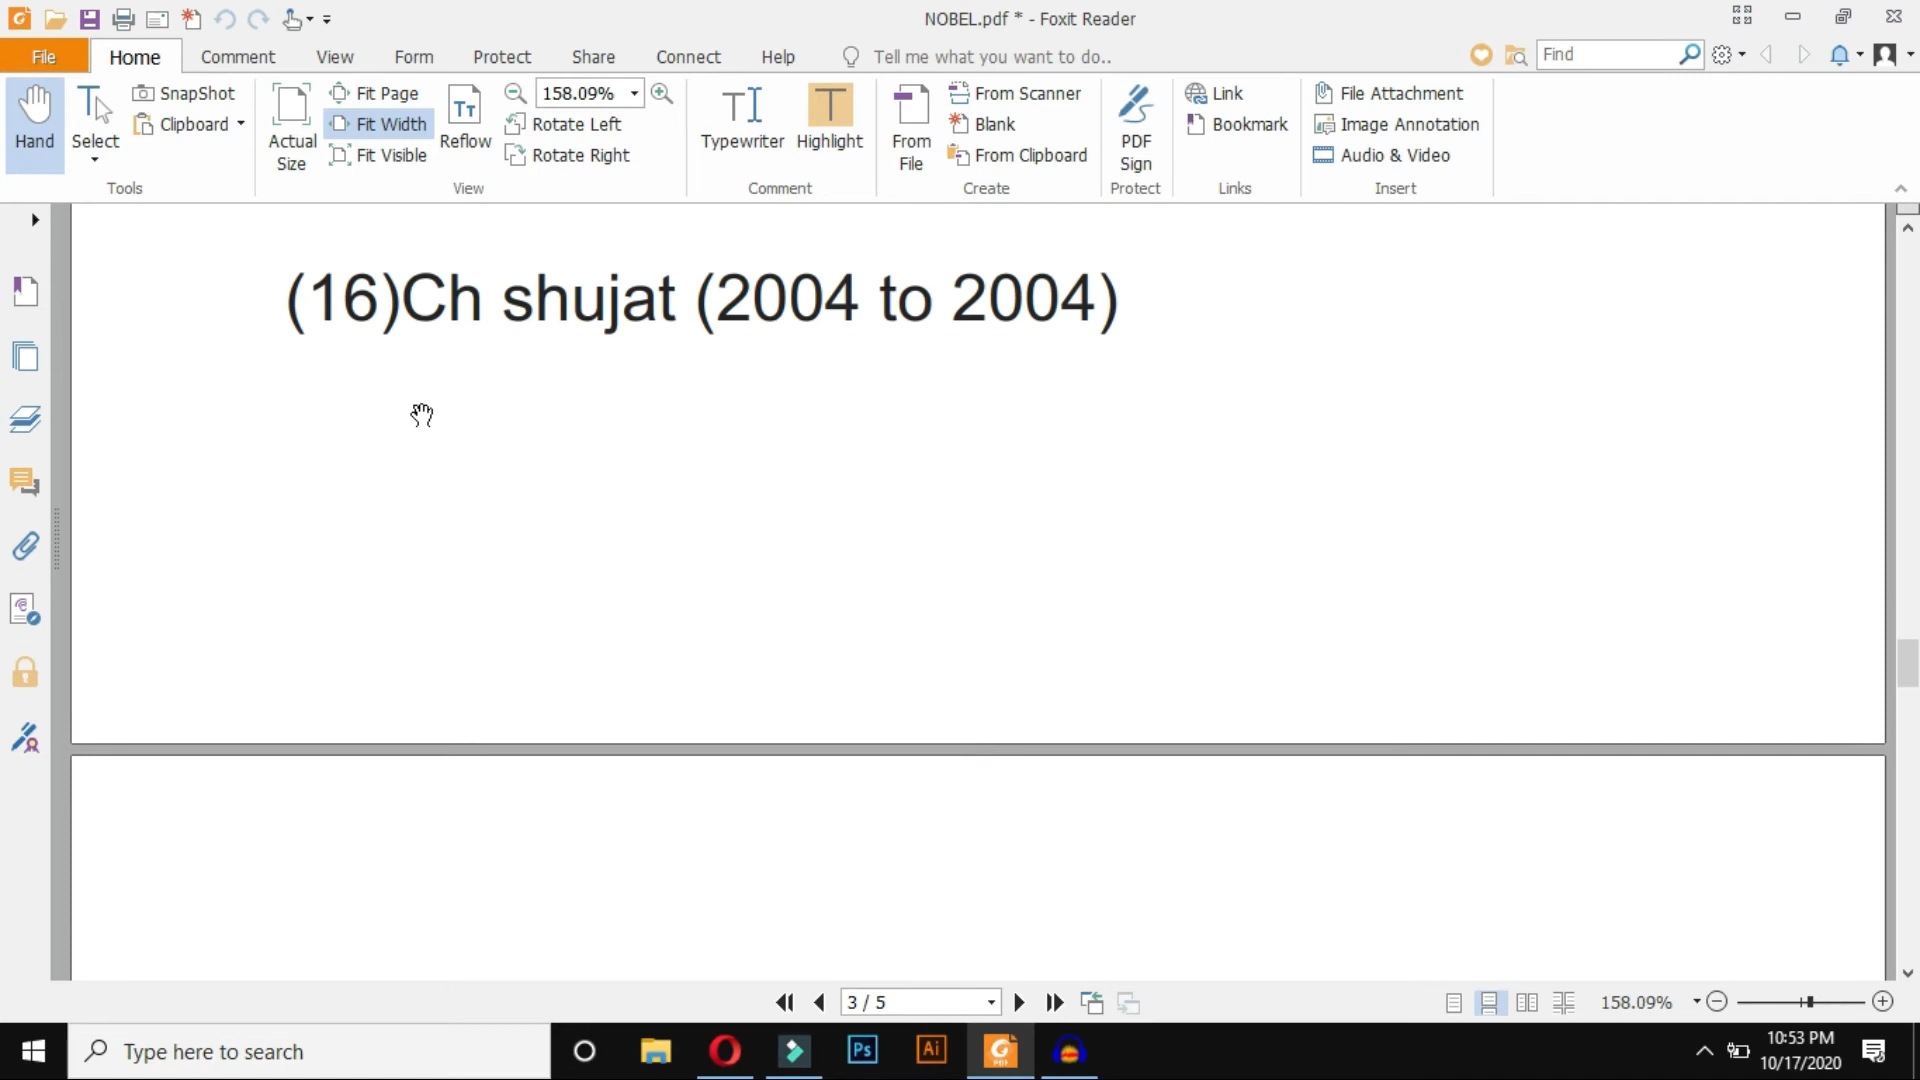 NOBEL.pdf * - Foxit Reader
File Home Comment View Form Protect Share Connect Help Tell me what you want to do.. Find
Hand
Select
SnapShot
Clipboard
Tools
Actual Size
Fit Page
Fit Width
Fit Visible
Reflow
158.09%
Rotate Left
Rotate Right
View
Typewriter
Highlight
Comment
From File
From Scanner
Blank
From Clipboard
Create
PDF Sign
Protect
Link
Bookmark
Links
File Attachment
Image Annotation
Audio & Video
Insert
(16)Ch shujat (2004 to 2004)
3 / 5
158.09%
Type here to search
Ps
Ai
PDF
10:53 PM
10/17/2020